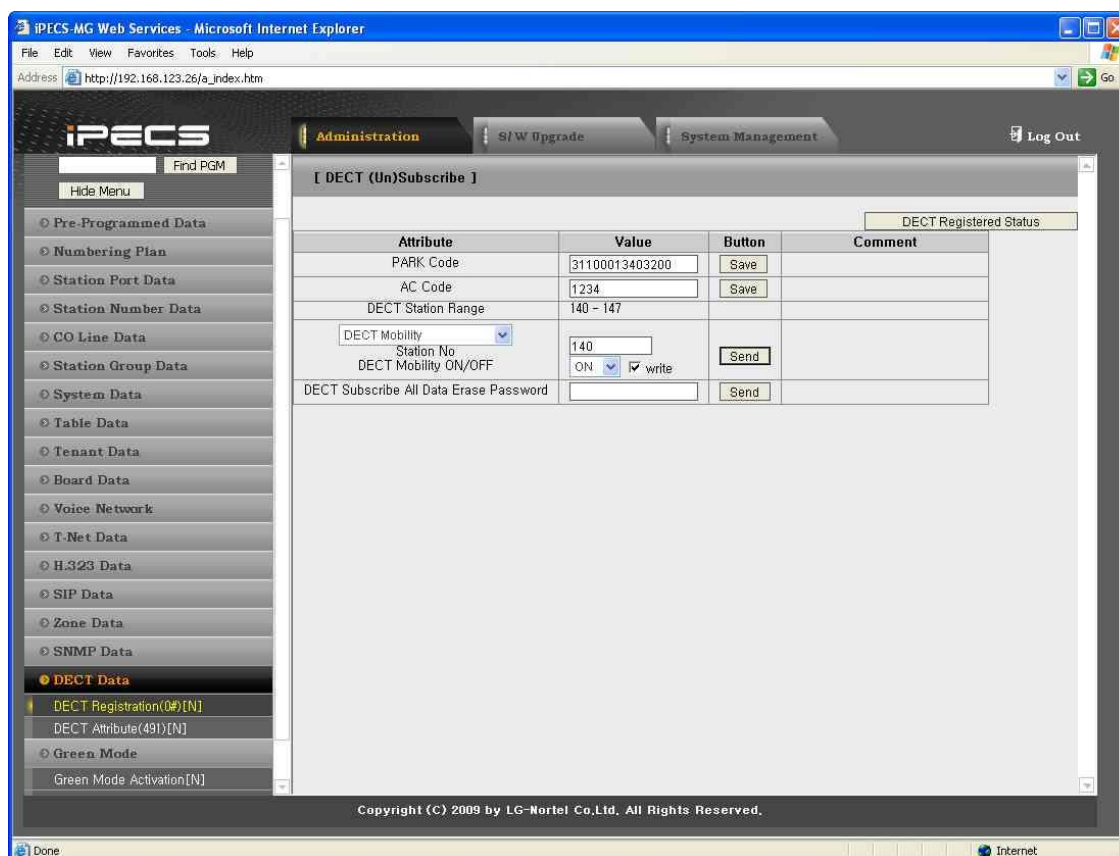 iPECS-MG Web Services - Microsoft Internet Explorer
File Edit View Favorites Tools Help
Address http://192.168.123.26/a_index.htm Go
iPECS
Administration S/W Upgrade System Management Log Out
Find PGM
Hide Menu
[ DECT (Un)Subscribe ]
DECT Registered Status
Pre-Programmed Data
Numbering Plan
Station Port Data
Station Number Data
CO Line Data
Station Group Data
System Data
Table Data
Tenant Data
Board Data
Voice Network
T-Net Data
H.323 Data
SIP Data
Zone Data
SNMP Data
DECT Data
DECT Registration(0#)[N]
DECT Attribute(491)[N]
Green Mode
Green Mode Activation[N]
Attribute Value Button Comment
PARK Code 31100013403200 Save
AC Code 1234 Save
DECT Station Range 140 - 147
DECT Mobility
Station No 140
DECT Mobility ON/OFF ON write Send
DECT Subscribe All Data Erase Password Send
Copyright (C) 2009 by LG-Nortel Co,Ltd, All Rights Reserved,
Done Internet